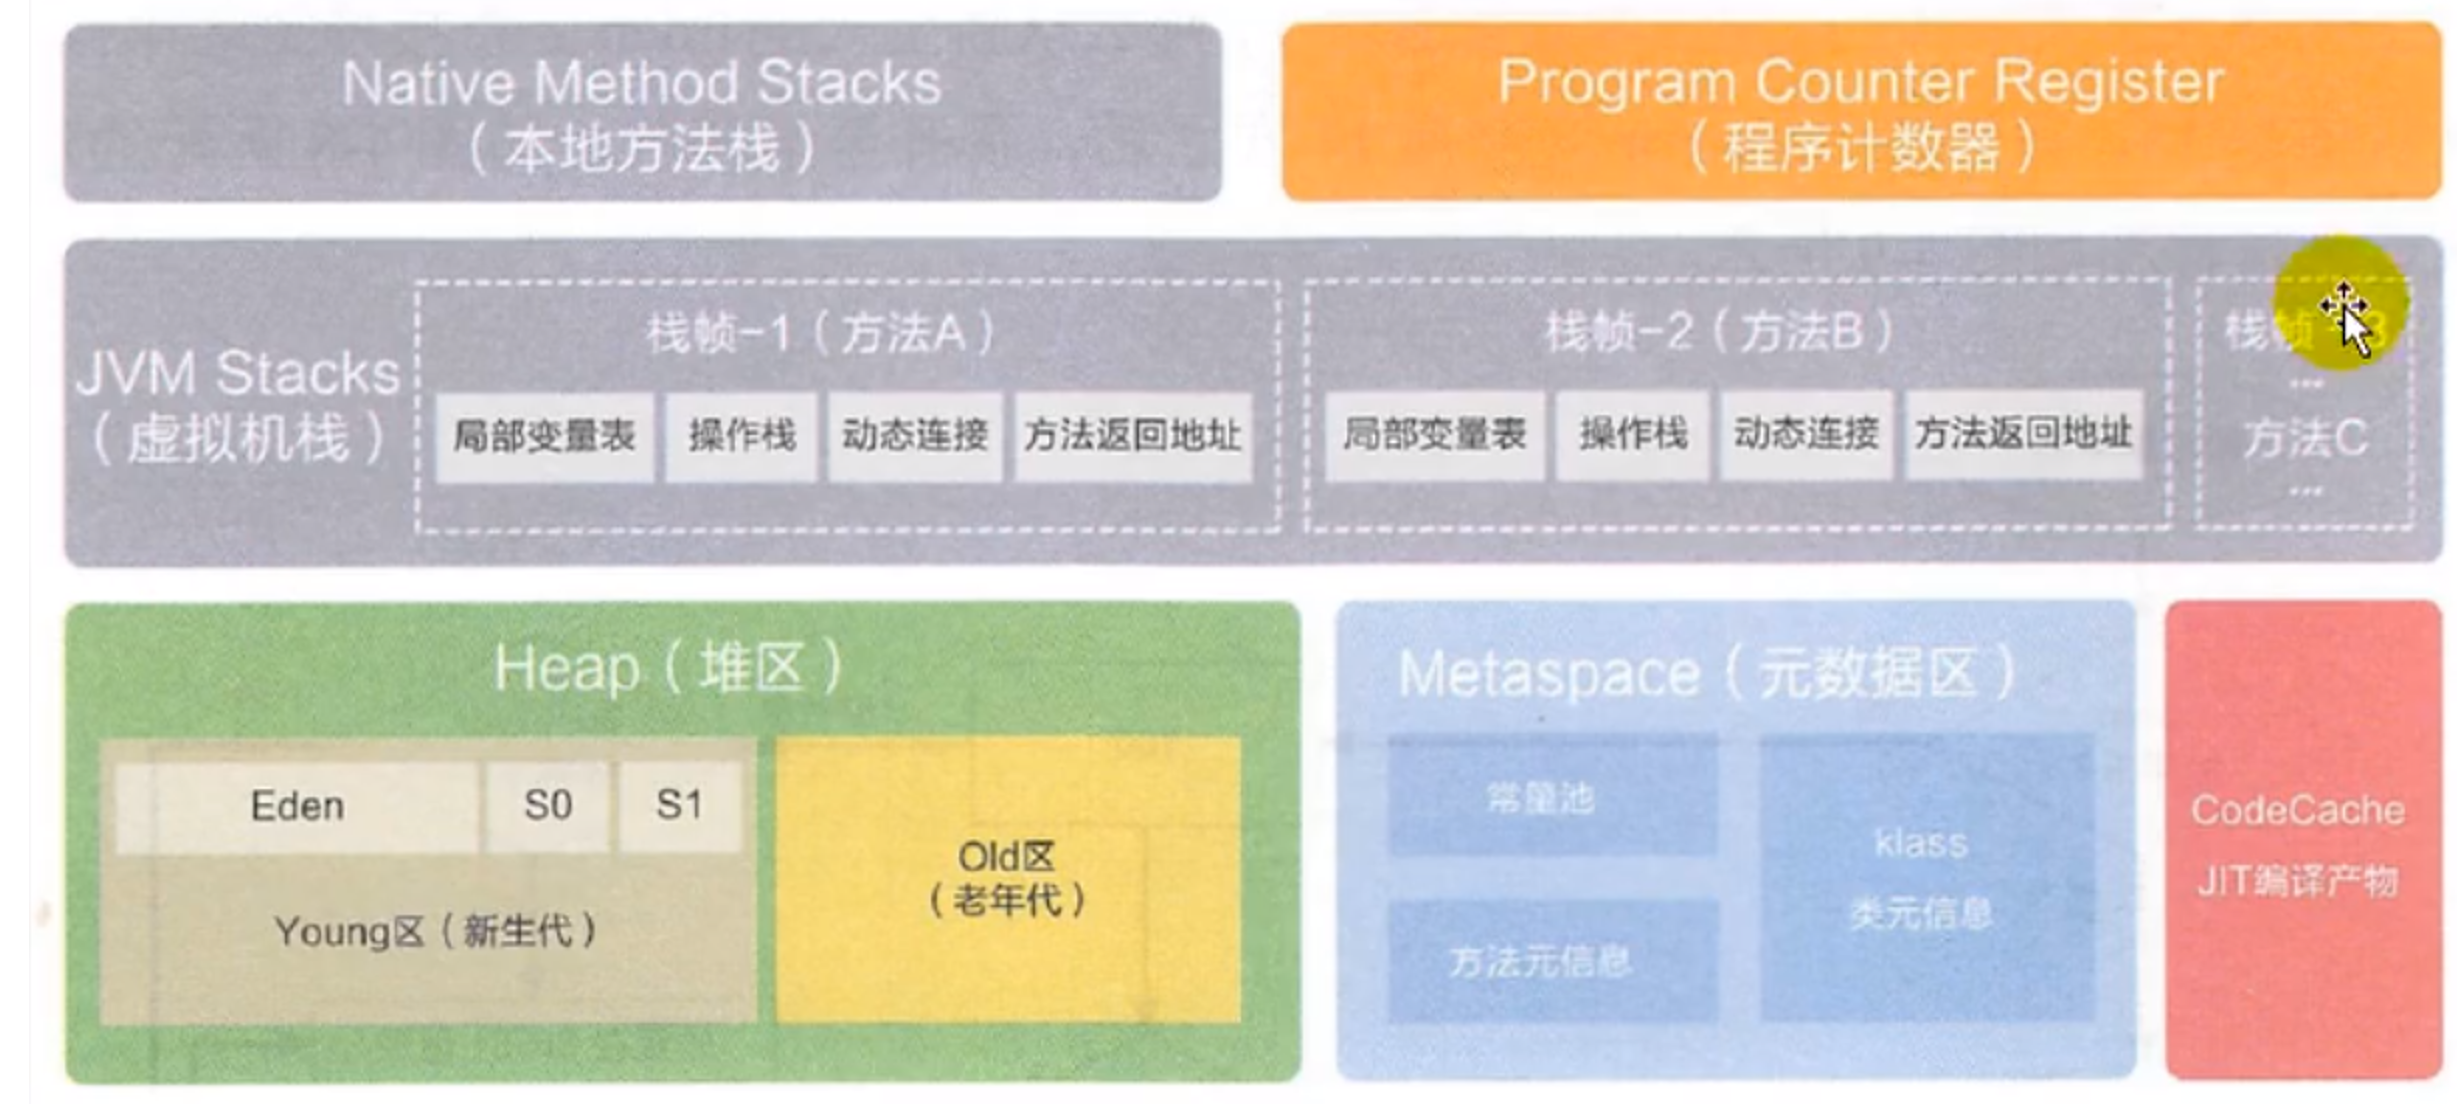 Native Method Stacks
（本地方法栈）
Program Counter Register
（程序计数器）
JVM Stacks
（虚拟机栈）
栈帧-1（方法A）
局部变量表 操作栈 动态连接 方法返回地址
栈帧-2（方法B）
局部变量表 操作栈 动态连接 方法返回地址
栈帧-3
...
方法C
...
Heap（堆区）
Eden S0 S1
Young区（新生代）
Old区
（老年代）
Metaspace（元数据区）
常量池
方法元信息
klass
类元信息
CodeCache
JIT编译产物